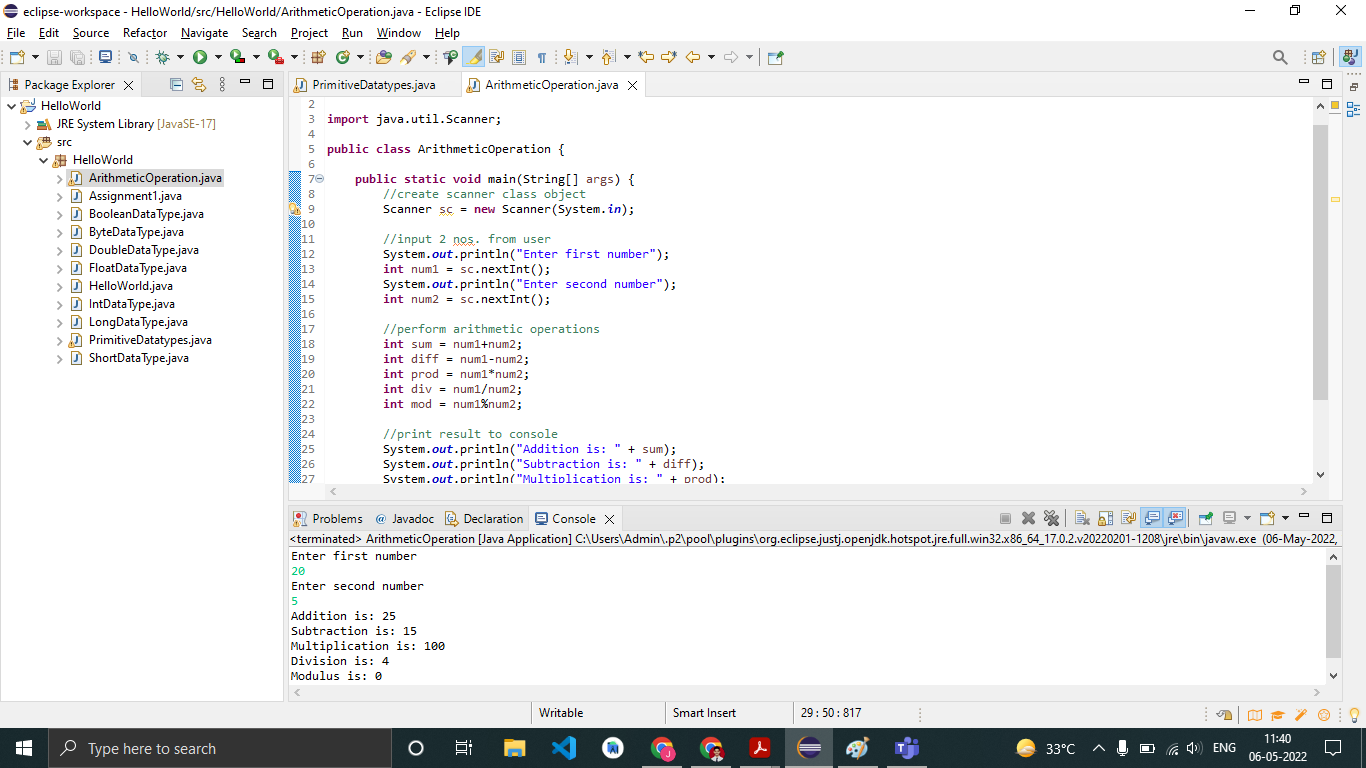 eclipse-workspace - HelloWorld/src/HelloWorld/ArithmeticOperation.java - Eclipse IDE
File Edit Source Refactor Navigate Search Project Run Window Help
Package Explorer
HelloWorld
JRE System Library [JavaSE-17]
src
HelloWorld
ArithmeticOperation.java
Assignment1.java
BooleanDataType.java
ByteDataType.java
DoubleDataType.java
FloatDataType.java
HelloWorld.java
IntDataType.java
LongDataType.java
PrimitiveDatatypes.java
ShortDataType.java
PrimitiveDatatypes.java ArithmeticOperation.java
2
3 import java.util.Scanner;
4
5 public class ArithmeticOperation {
6
7 public static void main(String[] args) {
8 //create scanner class object
9 Scanner sc = new Scanner(System.in);
10
11 //input 2 nos. from user
12 System.out.println("Enter first number");
13 int num1 = sc.nextInt();
14 System.out.println("Enter second number");
15 int num2 = sc.nextInt();
16
17 //perform arithmetic operations
18 int sum = num1+num2;
19 int diff = num1-num2;
20 int prod = num1*num2;
21 int div = num1/num2;
22 int mod = num1%num2;
23
24 //print result to console
25 System.out.println("Addition is: " + sum);
26 System.out.println("Subtraction is: " + diff);
27 System.out.println("Multiplication is: " + prod);
Problems @ Javadoc Declaration Console
<terminated> ArithmeticOperation [Java Application] C:\Users\Admin\.p2\pool\plugins\org.eclipse.justj.openjdk.hotspot.jre.full.win32.x86_64_17.0.2.v20220201-1208\jre\bin\javaw.exe (06-May-2022,
Enter first number
20
Enter second number
5
Addition is: 25
Subtraction is: 15
Multiplication is: 100
Division is: 4
Modulus is: 0
Writable Smart Insert 29 : 50 : 817
Type here to search
33°C ENG 11:40
06-05-2022